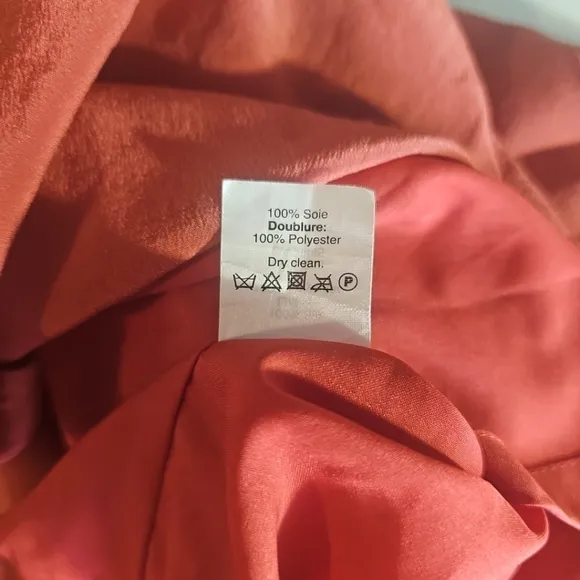 100% Soie
Doublure:
100% Polyester
Dry clean.
P